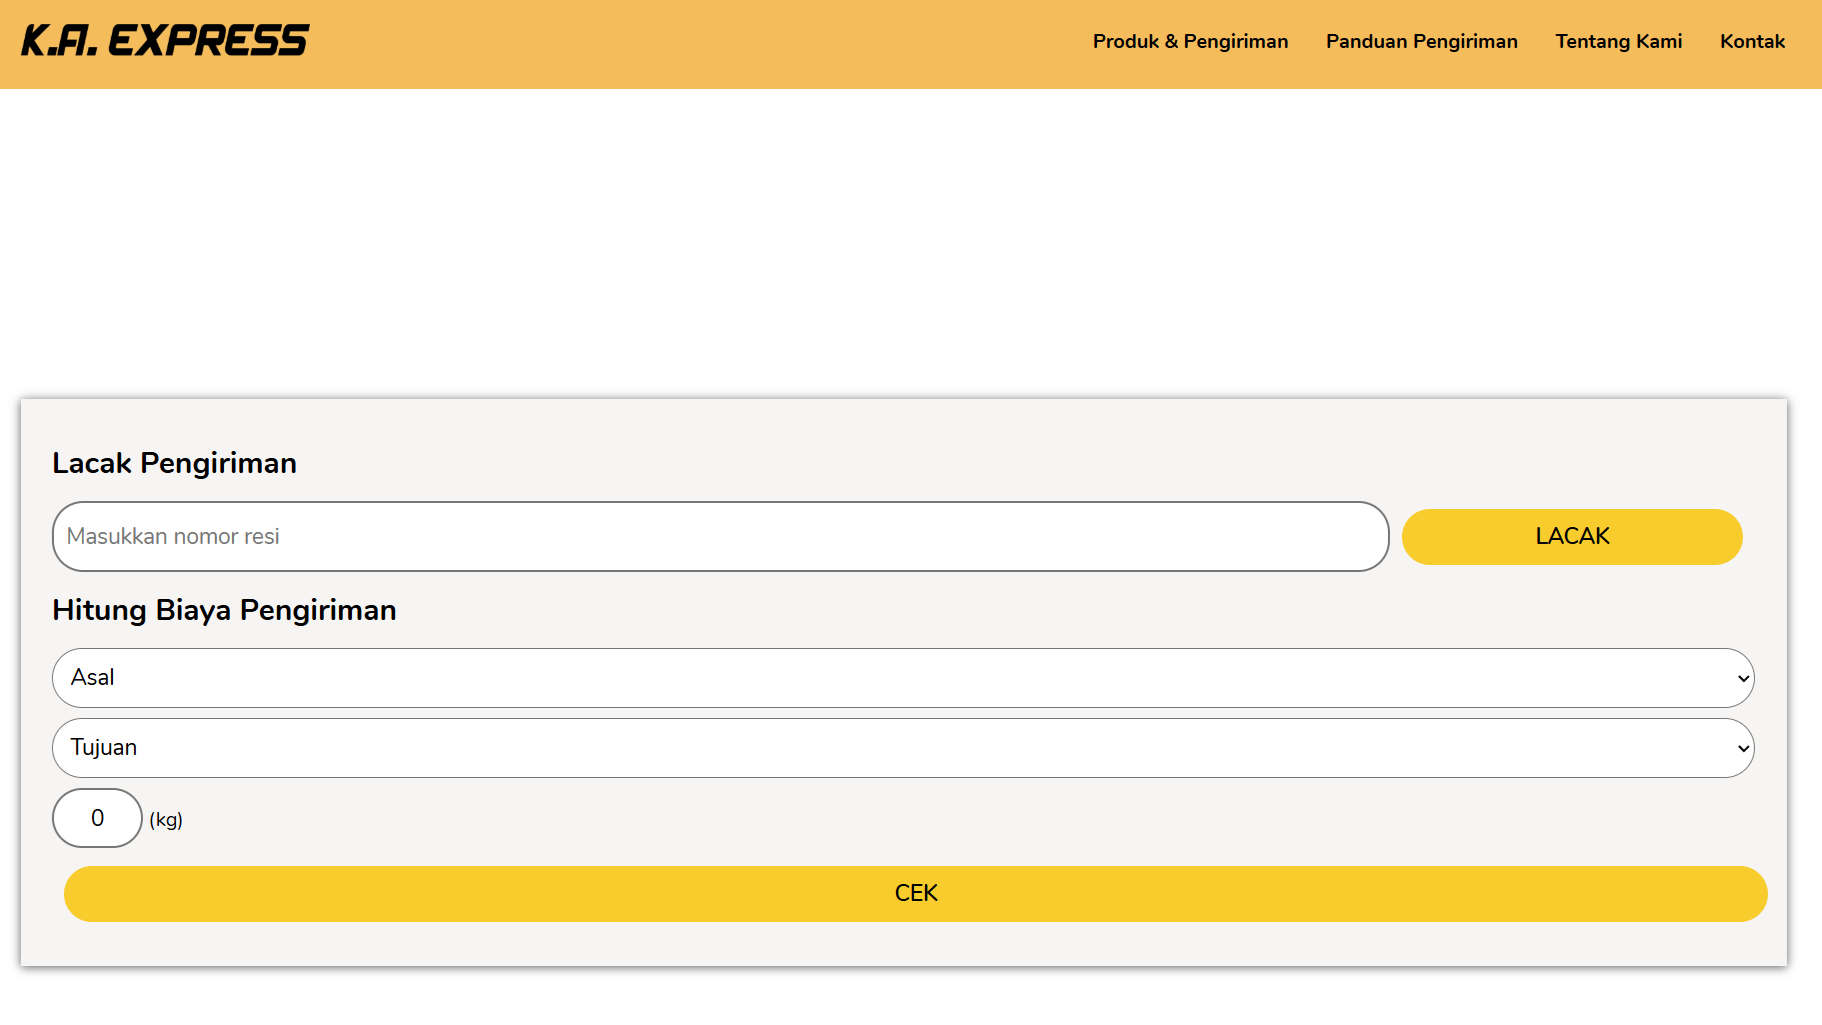 K.A. EXPRESS
Produk & Pengiriman
Panduan Pengiriman
Tentang Kami
Kontak
Lacak Pengiriman
Masukkan nomor resi
LACAK
Hitung Biaya Pengiriman
Asal
Tujuan
0 (kg)
CEK